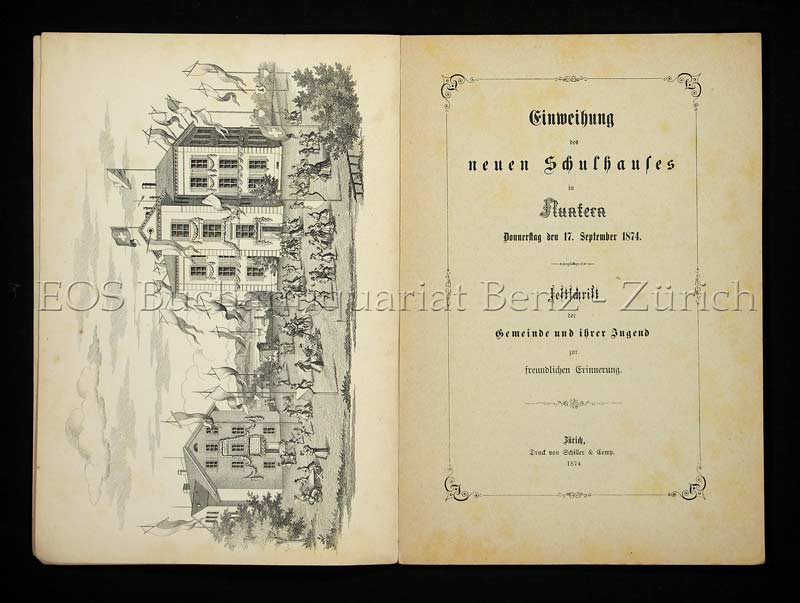 Einweihung
des
neuen Schulhauses
in
Fluntern
Donnerstag den 17. September 1874.
Festschrift
der
Gemeinde und ihrer Jugend
zur
freundlichen Erinnerung.
Zürich,
Druck von Schiller & Comp.
1874.
EOS Buchantiquariat Benz - Zürich